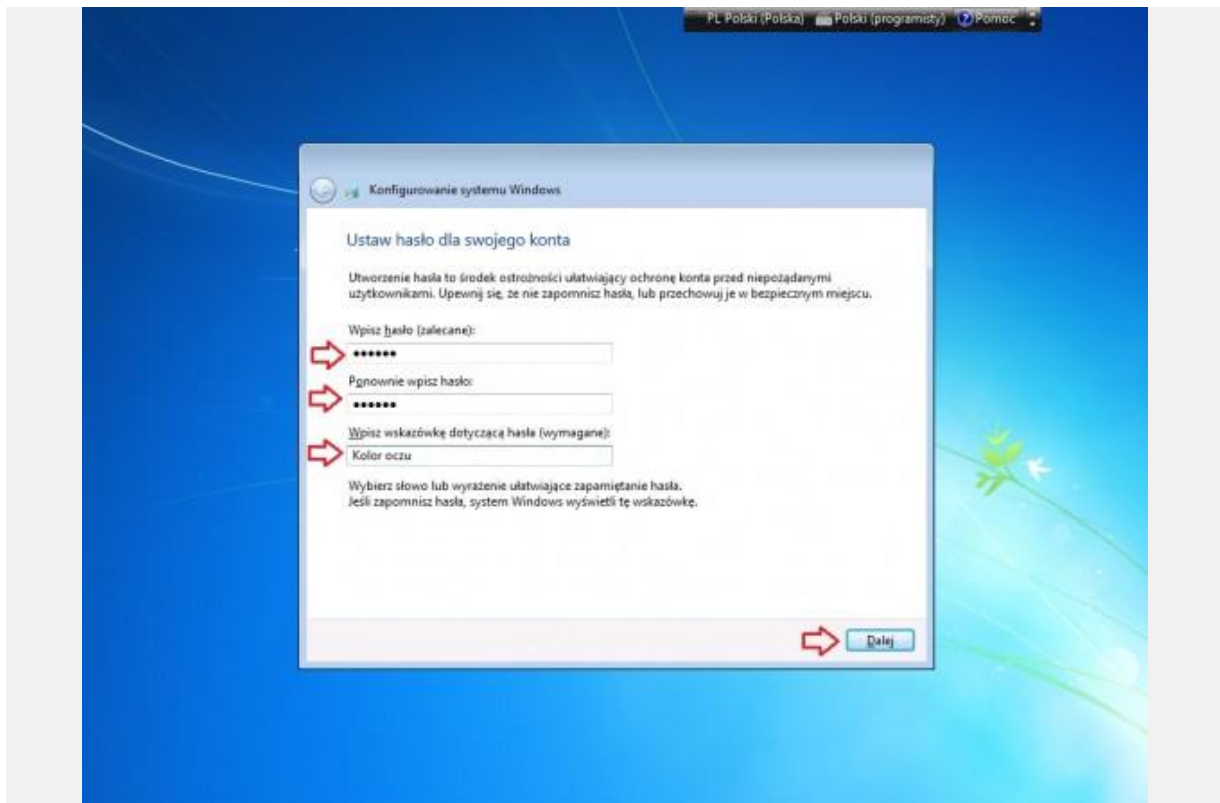 PL Polski (Polska) Polski (programisty) Pomoc
Konfigurowanie systemu Windows
Ustaw hasło dla swojego konta
Utworzenie hasła to środek ostrożności ułatwiający ochronę konta przed niepożądanymi
użytkownikami. Upewnij się, że nie zapomnisz hasła, lub przechowuj je w bezpiecznym miejscu.
Wpisz hasło (zalecane):
●●●●●●
Ponownie wpisz hasło:
●●●●●●
Wpisz wskazówkę dotyczącą hasła (wymagane):
Kolor oczu
Wybierz słowo lub wyrażenie ułatwiające zapamiętanie hasła.
Jeśli zapomnisz hasła, system Windows wyświetli tę wskazówkę.
Dalej